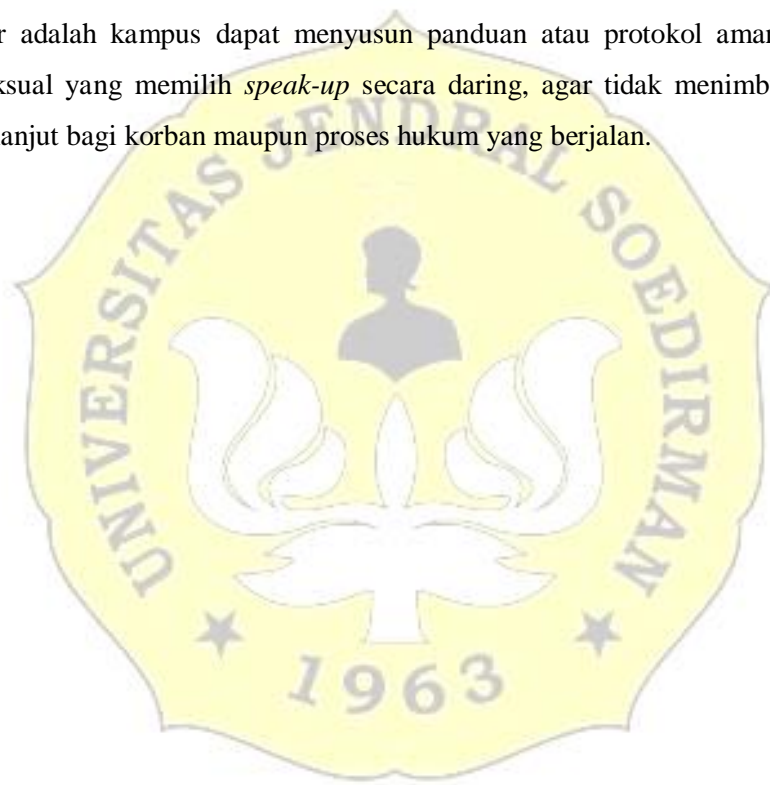 r adalah kampus dapat menyusun panduan atau protokol aman
ksual yang memilih speak-up secara daring, agar tidak menimb
anjut bagi korban maupun proses hukum yang berjalan.
UNIVERSITAS JENDRAL SOEDIRMAN
1963